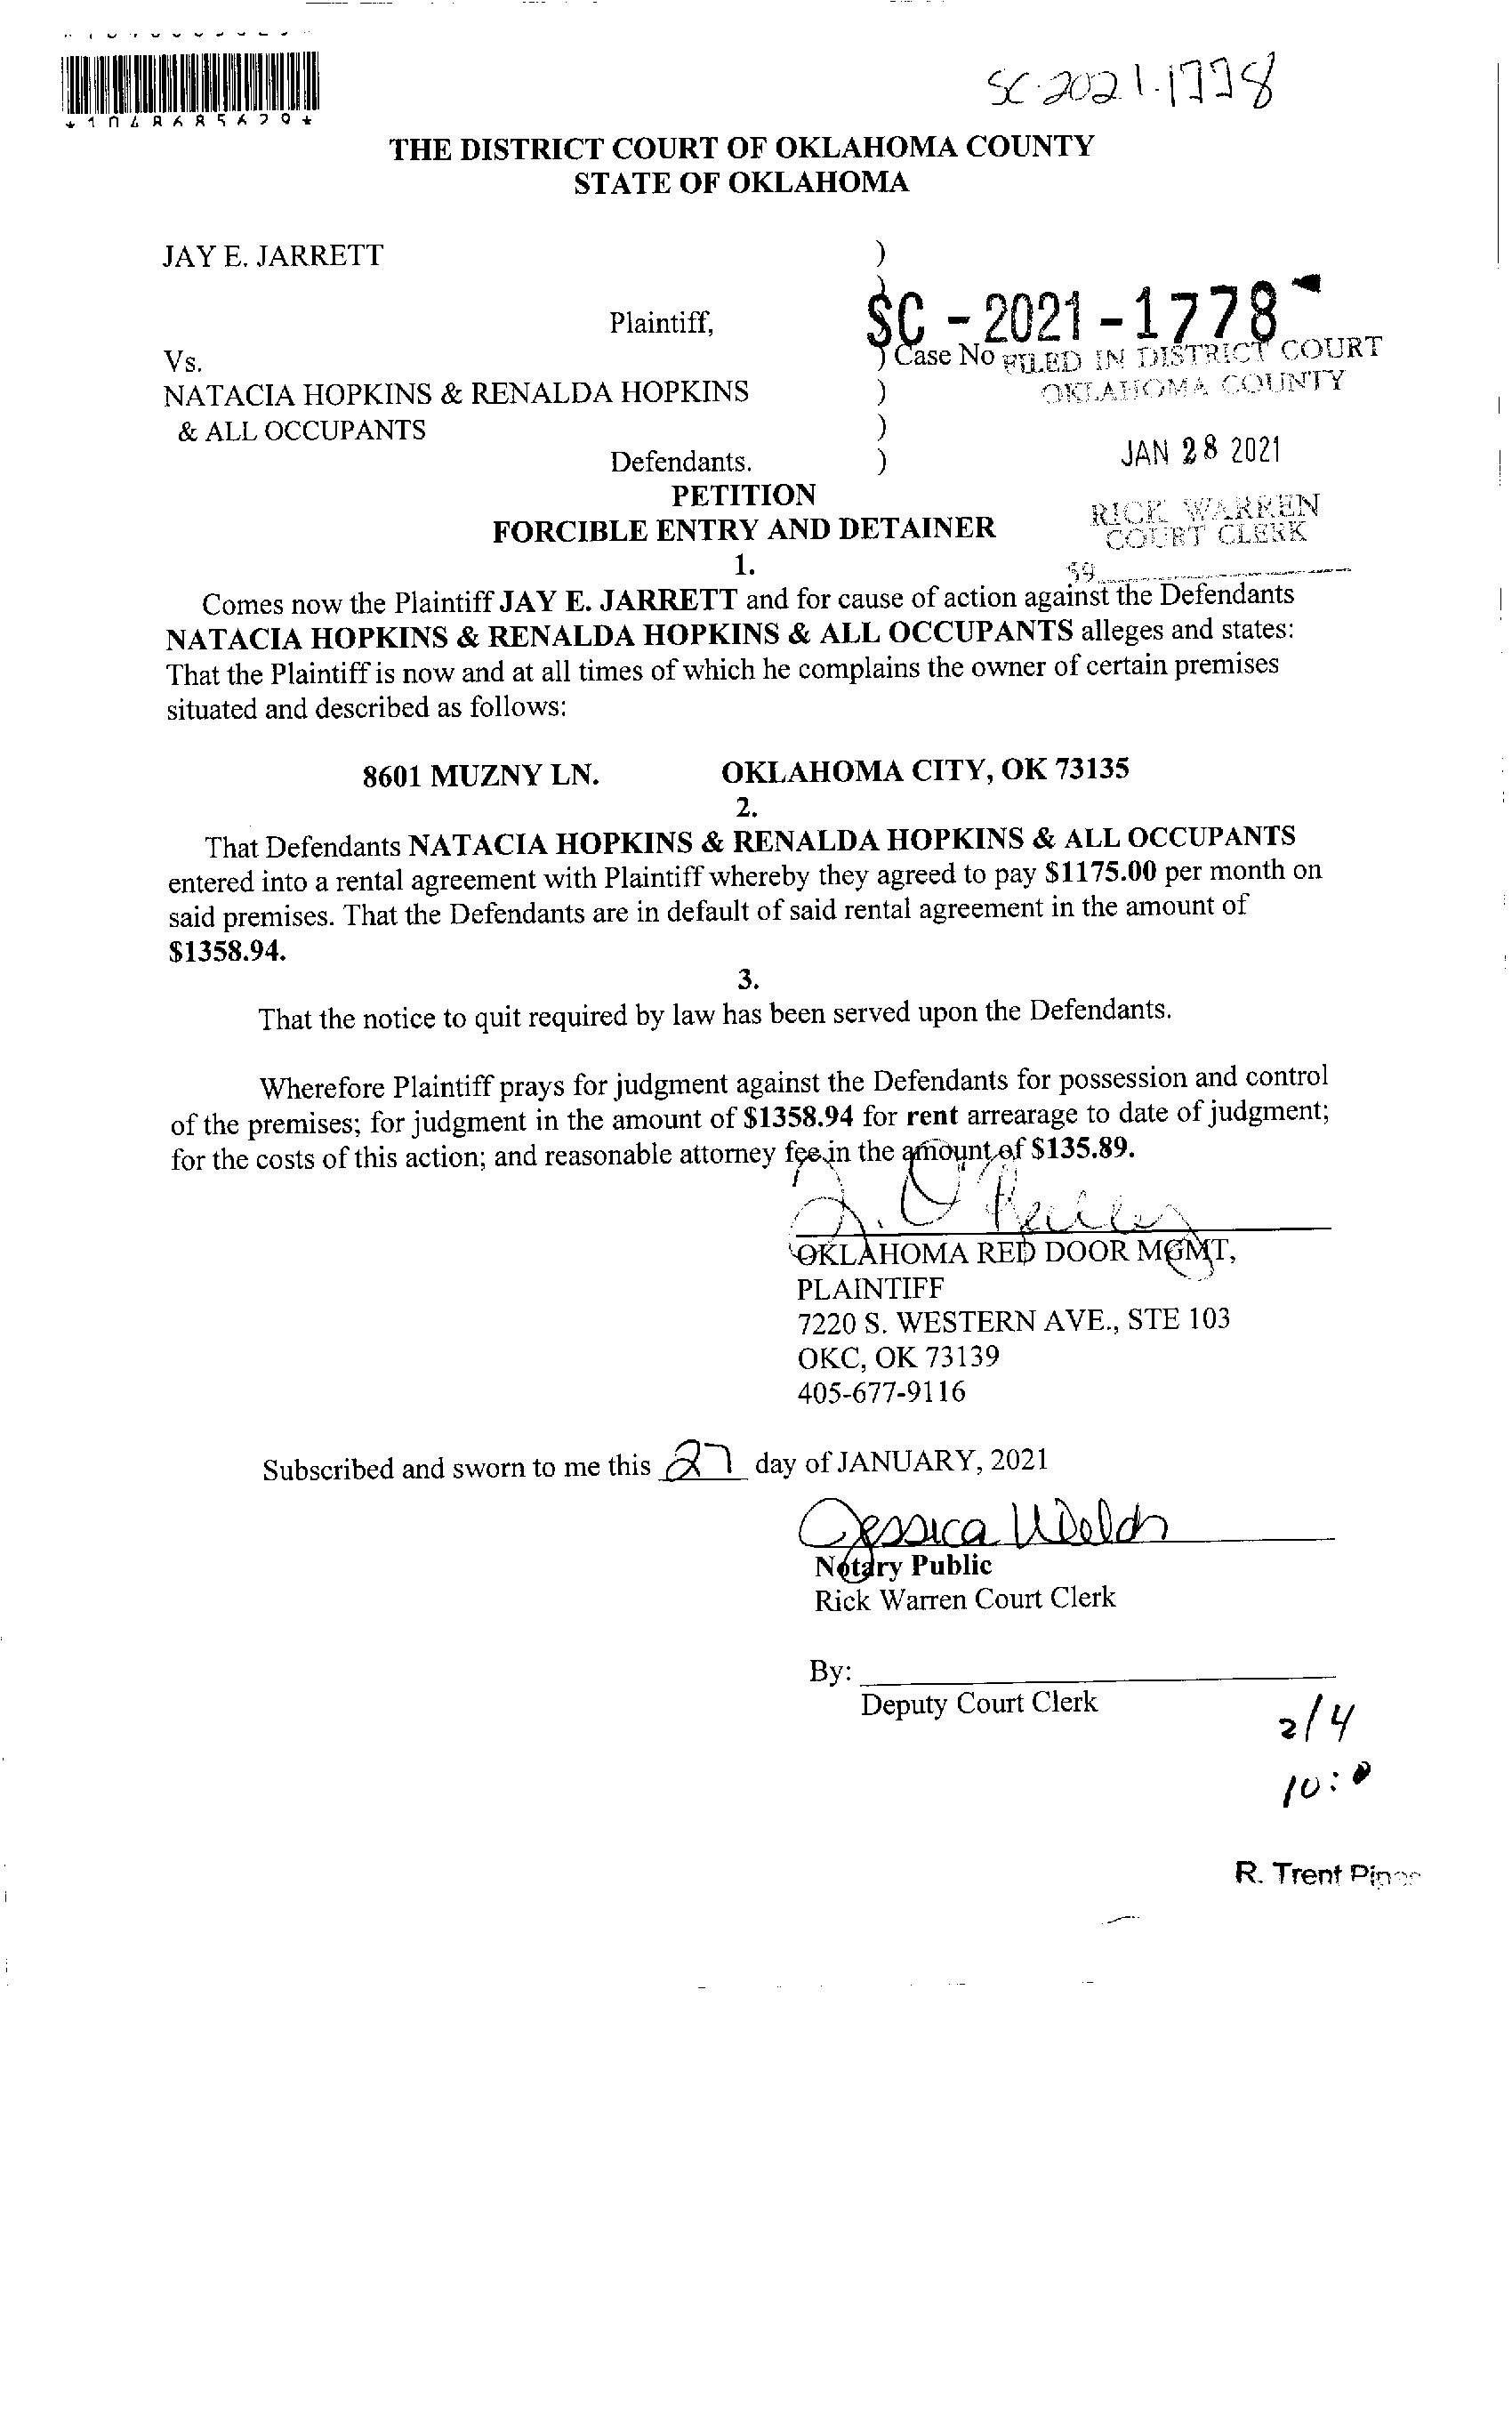 SC-2021-1778
*1048685679*
THE DISTRICT COURT OF OKLAHOMA COUNTY
STATE OF OKLAHOMA
JAY E. JARRETT )
)
Plaintiff, SC - 2021 - 1778
Vs. ) Case No FILED IN DISTRICT COURT
NATACIA HOPKINS & RENALDA HOPKINS ) OKLAHOMA COUNTY
& ALL OCCUPANTS )
Defendants. ) JAN 28 2021
PETITION
FORCIBLE ENTRY AND DETAINER
RICK WARREN
COURT CLERK
1.
59
Comes now the Plaintiff JAY E. JARRETT and for cause of action against the Defendants
NATACIA HOPKINS & RENALDA HOPKINS & ALL OCCUPANTS alleges and states:
That the Plaintiff is now and at all times of which he complains the owner of certain premises
situated and described as follows:
8601 MUZNY LN. OKLAHOMA CITY, OK 73135
2.
That Defendants NATACIA HOPKINS & RENALDA HOPKINS & ALL OCCUPANTS
entered into a rental agreement with Plaintiff whereby they agreed to pay $1175.00 per month on
said premises. That the Defendants are in default of said rental agreement in the amount of
$1358.94.
3.
That the notice to quit required by law has been served upon the Defendants.
Wherefore Plaintiff prays for judgment against the Defendants for possession and control
of the premises; for judgment in the amount of $1358.94 for rent arrearage to date of judgment;
for the costs of this action; and reasonable attorney fee in the amount of $135.89.
OKLAHOMA RED DOOR MGMT,
PLAINTIFF
7220 S. WESTERN AVE., STE 103
OKC, OK 73139
405-677-9116
Subscribed and sworn to me this 27 day of JANUARY, 2021
Jessica Welch
Notary Public
Rick Warren Court Clerk
By:
Deputy Court Clerk
2/4
R. Trent